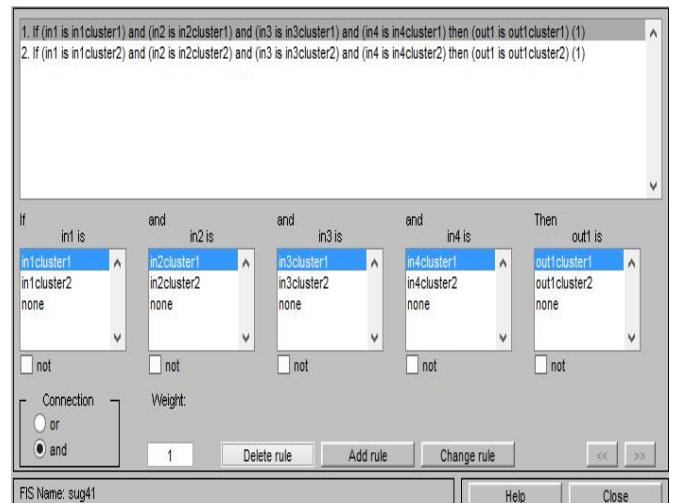 1. If (in1 is in1cluster1) and (in2 is in2cluster1) and (in3 is in3cluster1) and (in4 is in4cluster1) then (out1 is out1cluster1) (1)
2. If (in1 is in1cluster2) and (in2 is in2cluster2) and (in3 is in3cluster2) and (in4 is in4cluster2) then (out1 is out1cluster2) (1)
If and and and Then
in1 is in2 is in3 is in4 is out1 is
in1cluster1 in2cluster1 in3cluster1 in4cluster1 out1cluster1
in1cluster2 in2cluster2 in3cluster2 in4cluster2 out1cluster2
none none none none none
not not not not not
Connection Weight:
or
and 1 Delete rule Add rule Change rule << >>
FIS Name: sug41 Help Close